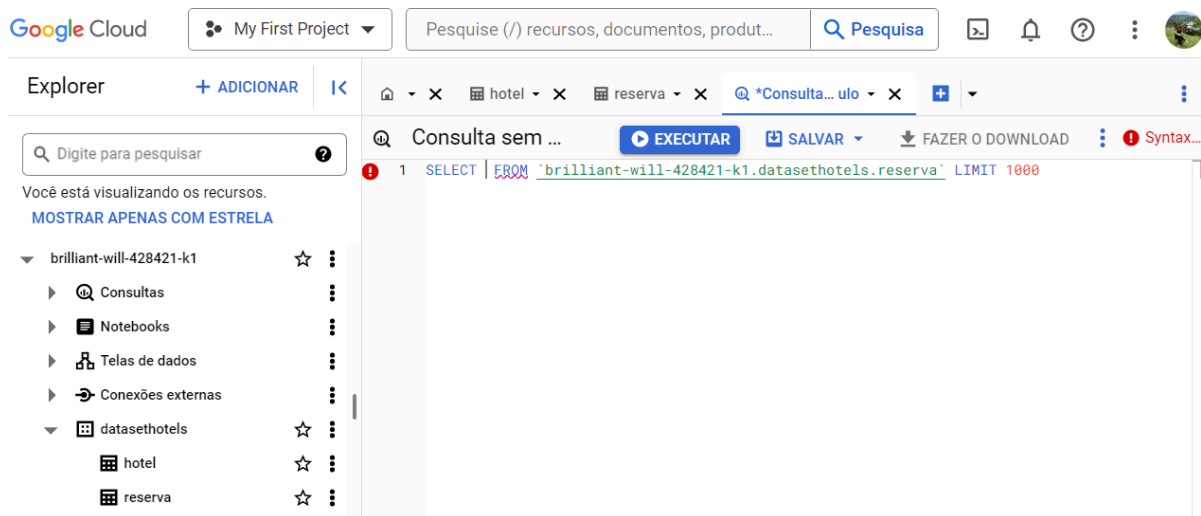 Google Cloud My First Project Pesquise (/) recursos, documentos, produt... Pesquisa
Explorer + ADICIONAR
hotel reserva *Consulta... ulo
Digite para pesquisar
Consulta sem ... EXECUTAR SALVAR FAZER O DOWNLOAD Syntax...
1 SELECT FROM `brilliant-will-428421-k1.datasethotels.reserva` LIMIT 1000
Você está visualizando os recursos.
MOSTRAR APENAS COM ESTRELA
brilliant-will-428421-k1
Consultas
Notebooks
Telas de dados
Conexões externas
datasethotels
hotel
reserva